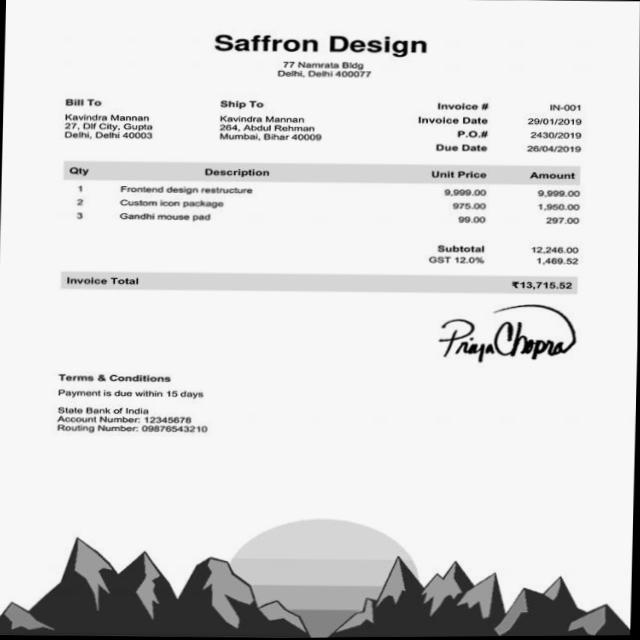 Saffron Design
77 Namrata Bldg
Delhi, Delhi 400077
Bill To
Kavindra Mannan
27, Dlf City, Gupta
Delhi, Delhi 40003
Ship To
Kavindra Mannan
264, Abdul Rehman
Mumbai, Bihar 40009
Invoice # IN-001
Invoice Date 29/01/2019
P.O.# 2430/2019
Due Date 26/04/2019
Qty Description Unit Price Amount
1 Frontend design restructure 9,999.00 9,999.00
2 Custom icon package 975.00 1,950.00
3 Gandhi mouse pad 99.00 297.00
Subtotal 12,246.00
GST 12.0% 1,469.52
Invoice Total ₹13,715.52
Priya Chopra
Terms & Conditions
Payment is due within 15 days
State Bank of India
Account Number: 12345678
Routing Number: 09876543210